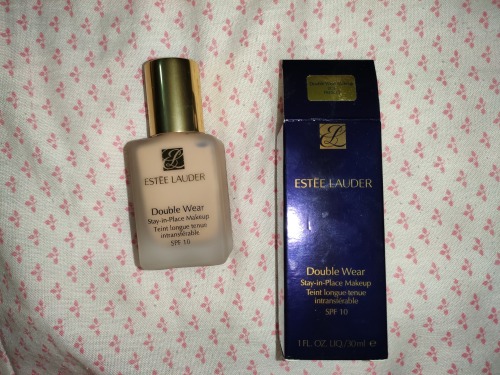 ESTĒE LAUDER
Double Wear
Stay-in-Place Makeup
Teint longue tenue
intransférable
SPF 10
ESTĒE LAUDER
Double Wear
Stay-in-Place Makeup
Teint longue tenue
intransférable
SPF 10
1 FL. OZ. LIQ./30ml e